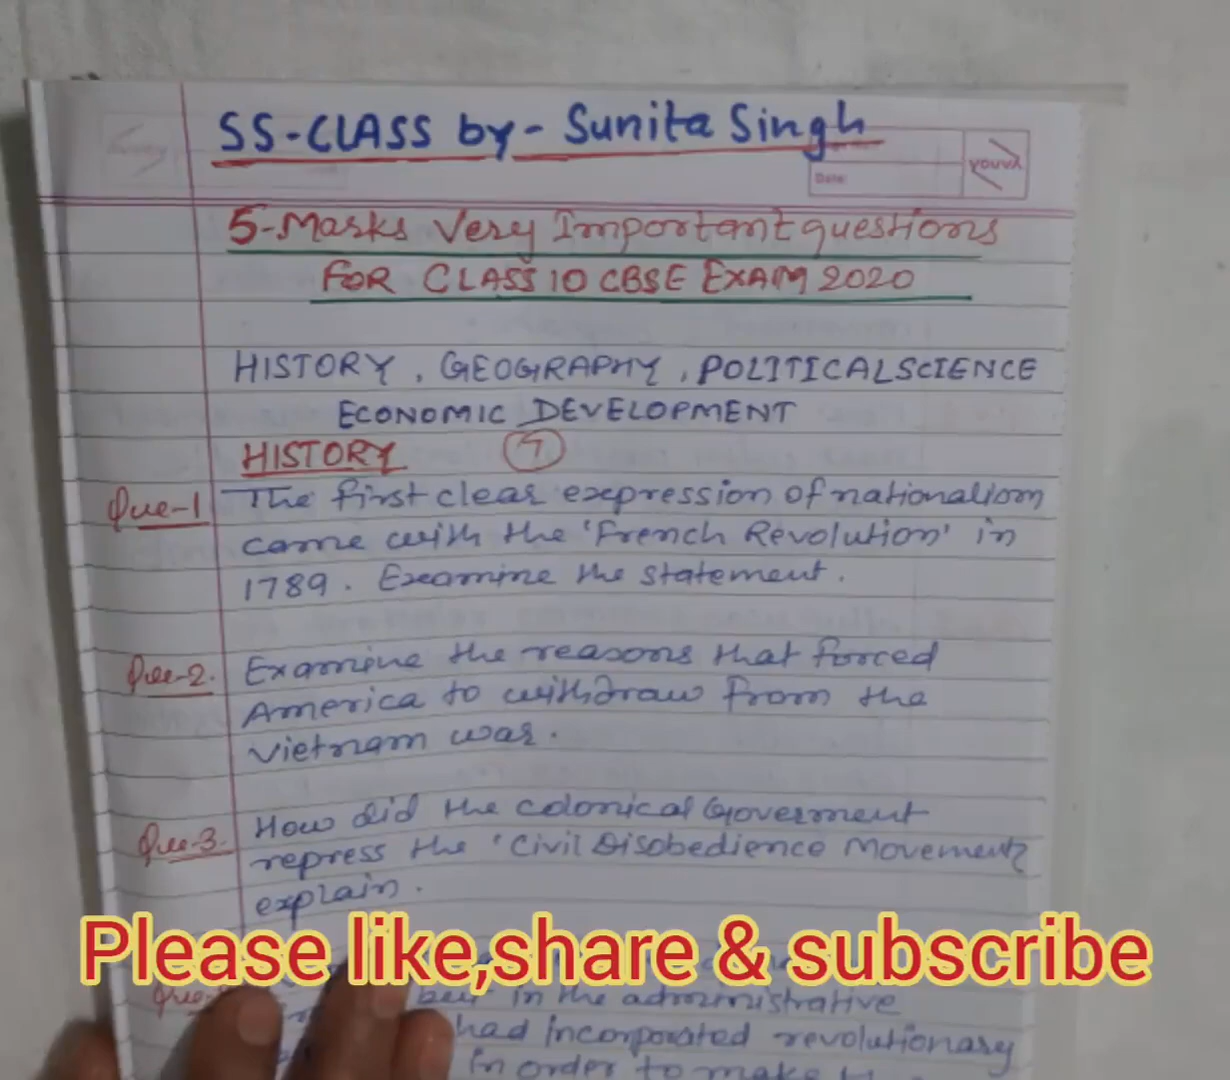 SS-CLASS by- Sunita Singh
Date
YOUVA
5-Marks Very Important questions
FOR CLASS 10 CBSE EXAM 2020
HISTORY, GEOGRAPHY, POLITICALSCIENCE
ECONOMIC DEVELOPMENT
HISTORY 7
Que-1 The first clear expression of nationalism
came with the 'French Revolution' in
1789. Examine the statement.
Que-2. Examine the reasons that forced
America to withdraw from the
Vietnam war.
Que-3. How did the colonical Goverment
repress the 'Civil Disobedience Movement
explain.
Please like,share & subscribe
Que- but in the administrative
had incorporated revolutionary
in order to make